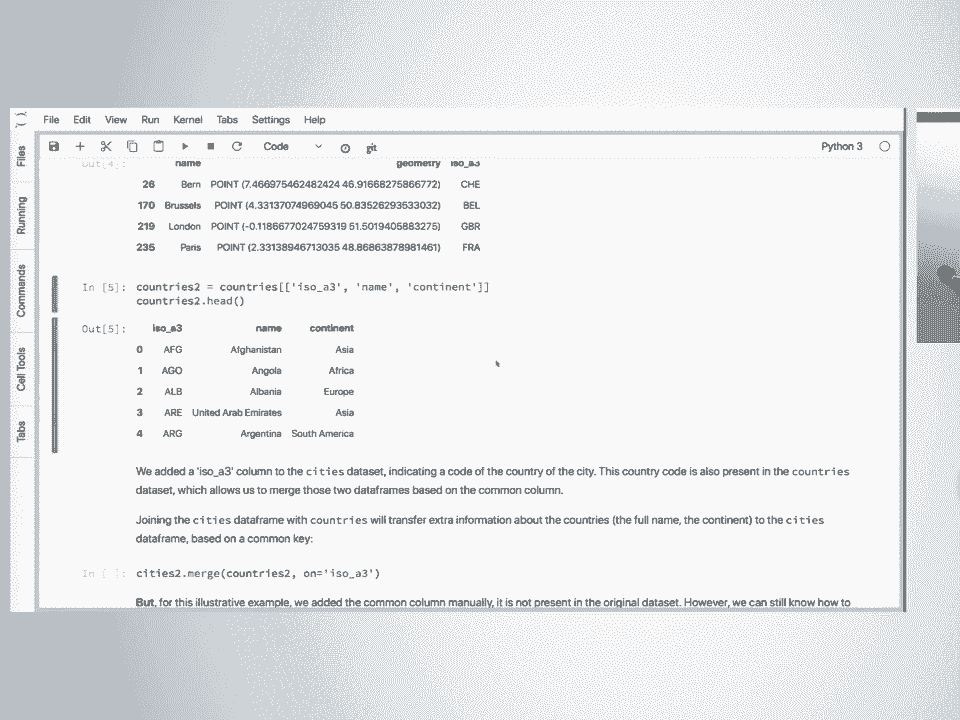 File Edit View Run Kernel Tabs Settings Help
Files
Running
Commands
Cell Tools
Tabs
Code
git
Python 3
Out[4]: name geometry iso_a3
26 Bern POINT (7.466975462482424 46.91668275866772) CHE
170 Brussels POINT (4.33137074969045 50.83526293533032) BEL
219 London POINT (-0.1186677024759319 51.5019405883275) GBR
235 Paris POINT (2.33138946713035 48.86863878981461) FRA
In [5]: countries2 = countries[['iso_a3', 'name', 'continent']]
countries2.head()
Out[5]: iso_a3 name continent
0 AFG Afghanistan Asia
1 AGO Angola Africa
2 ALB Albania Europe
3 ARE United Arab Emirates Asia
4 ARG Argentina South America
We added a 'iso_a3' column to the cities dataset, indicating a code of the country of the city. This country code is also present in the countries
dataset, which allows us to merge those two dataframes based on the common column.
Joining the cities dataframe with countries will transfer extra information about the countries (the full name, the continent) to the cities
dataframe, based on a common key:
In [ ]: cities2.merge(countries2, on='iso_a3')
But, for this illustrative example, we added the common column manually, it is not present in the original dataset. However, we can still know how to